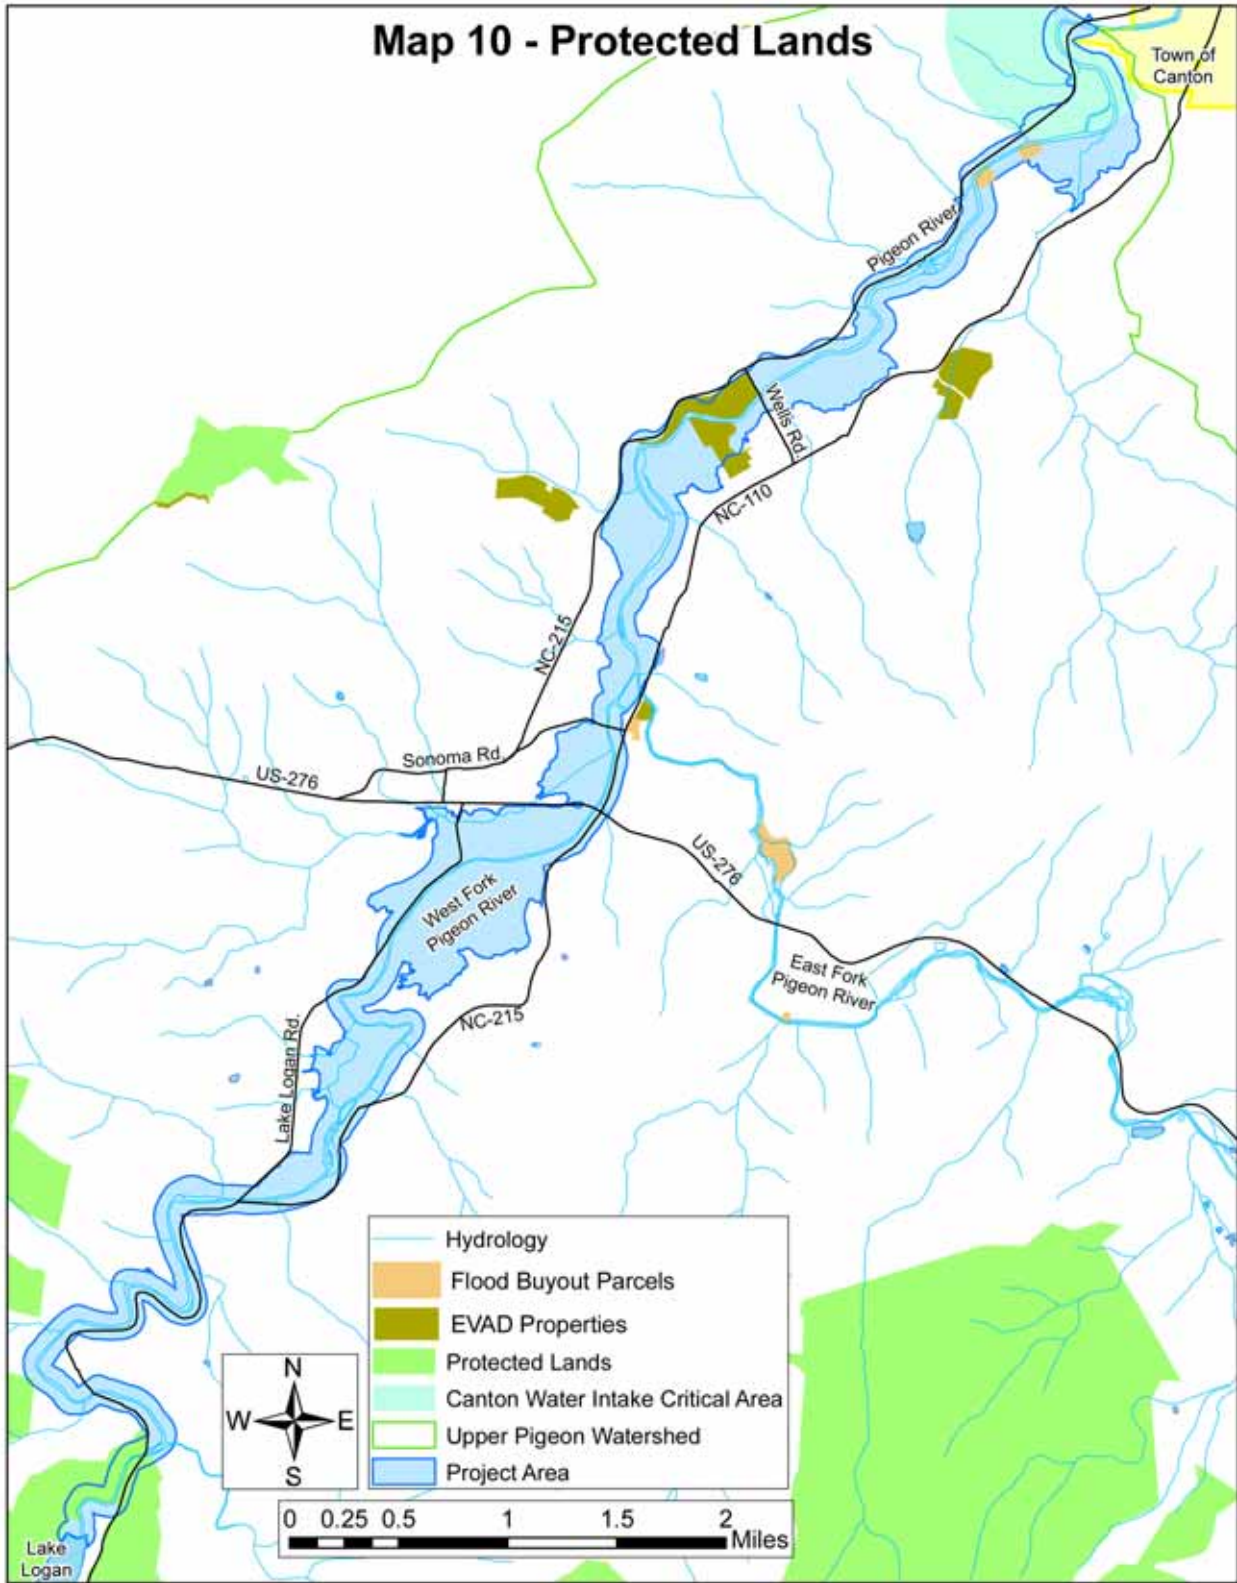 Map 10 - Protected Lands
Town of
Canton
Pigeon River
Wells Rd.
NC-110
NC-215
Sonoma Rd.
US-276
US-276
West Fork
Pigeon River
East Fork
Pigeon River
NC-215
Lake Logan Rd.
Hydrology
Flood Buyout Parcels
EVAD Properties
Protected Lands
Canton Water Intake Critical Area
Upper Pigeon Watershed
Project Area
N
W E
S
0 0.25 0.5 1 1.5 2
Miles
Lake
Logan